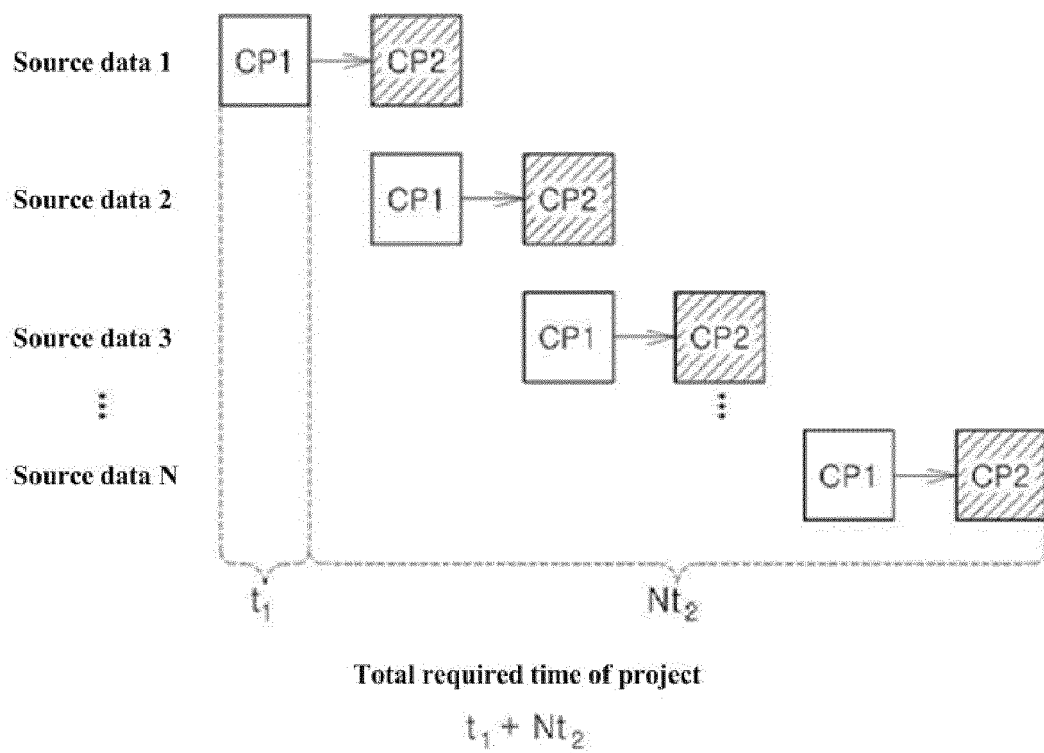 Source data 1 CP1 CP2
Source data 2 CP1 CP2
Source data 3 CP1 CP2
Source data N CP1 CP2
t₁ Nt₂
Total required time of project
t₁ + Nt₂